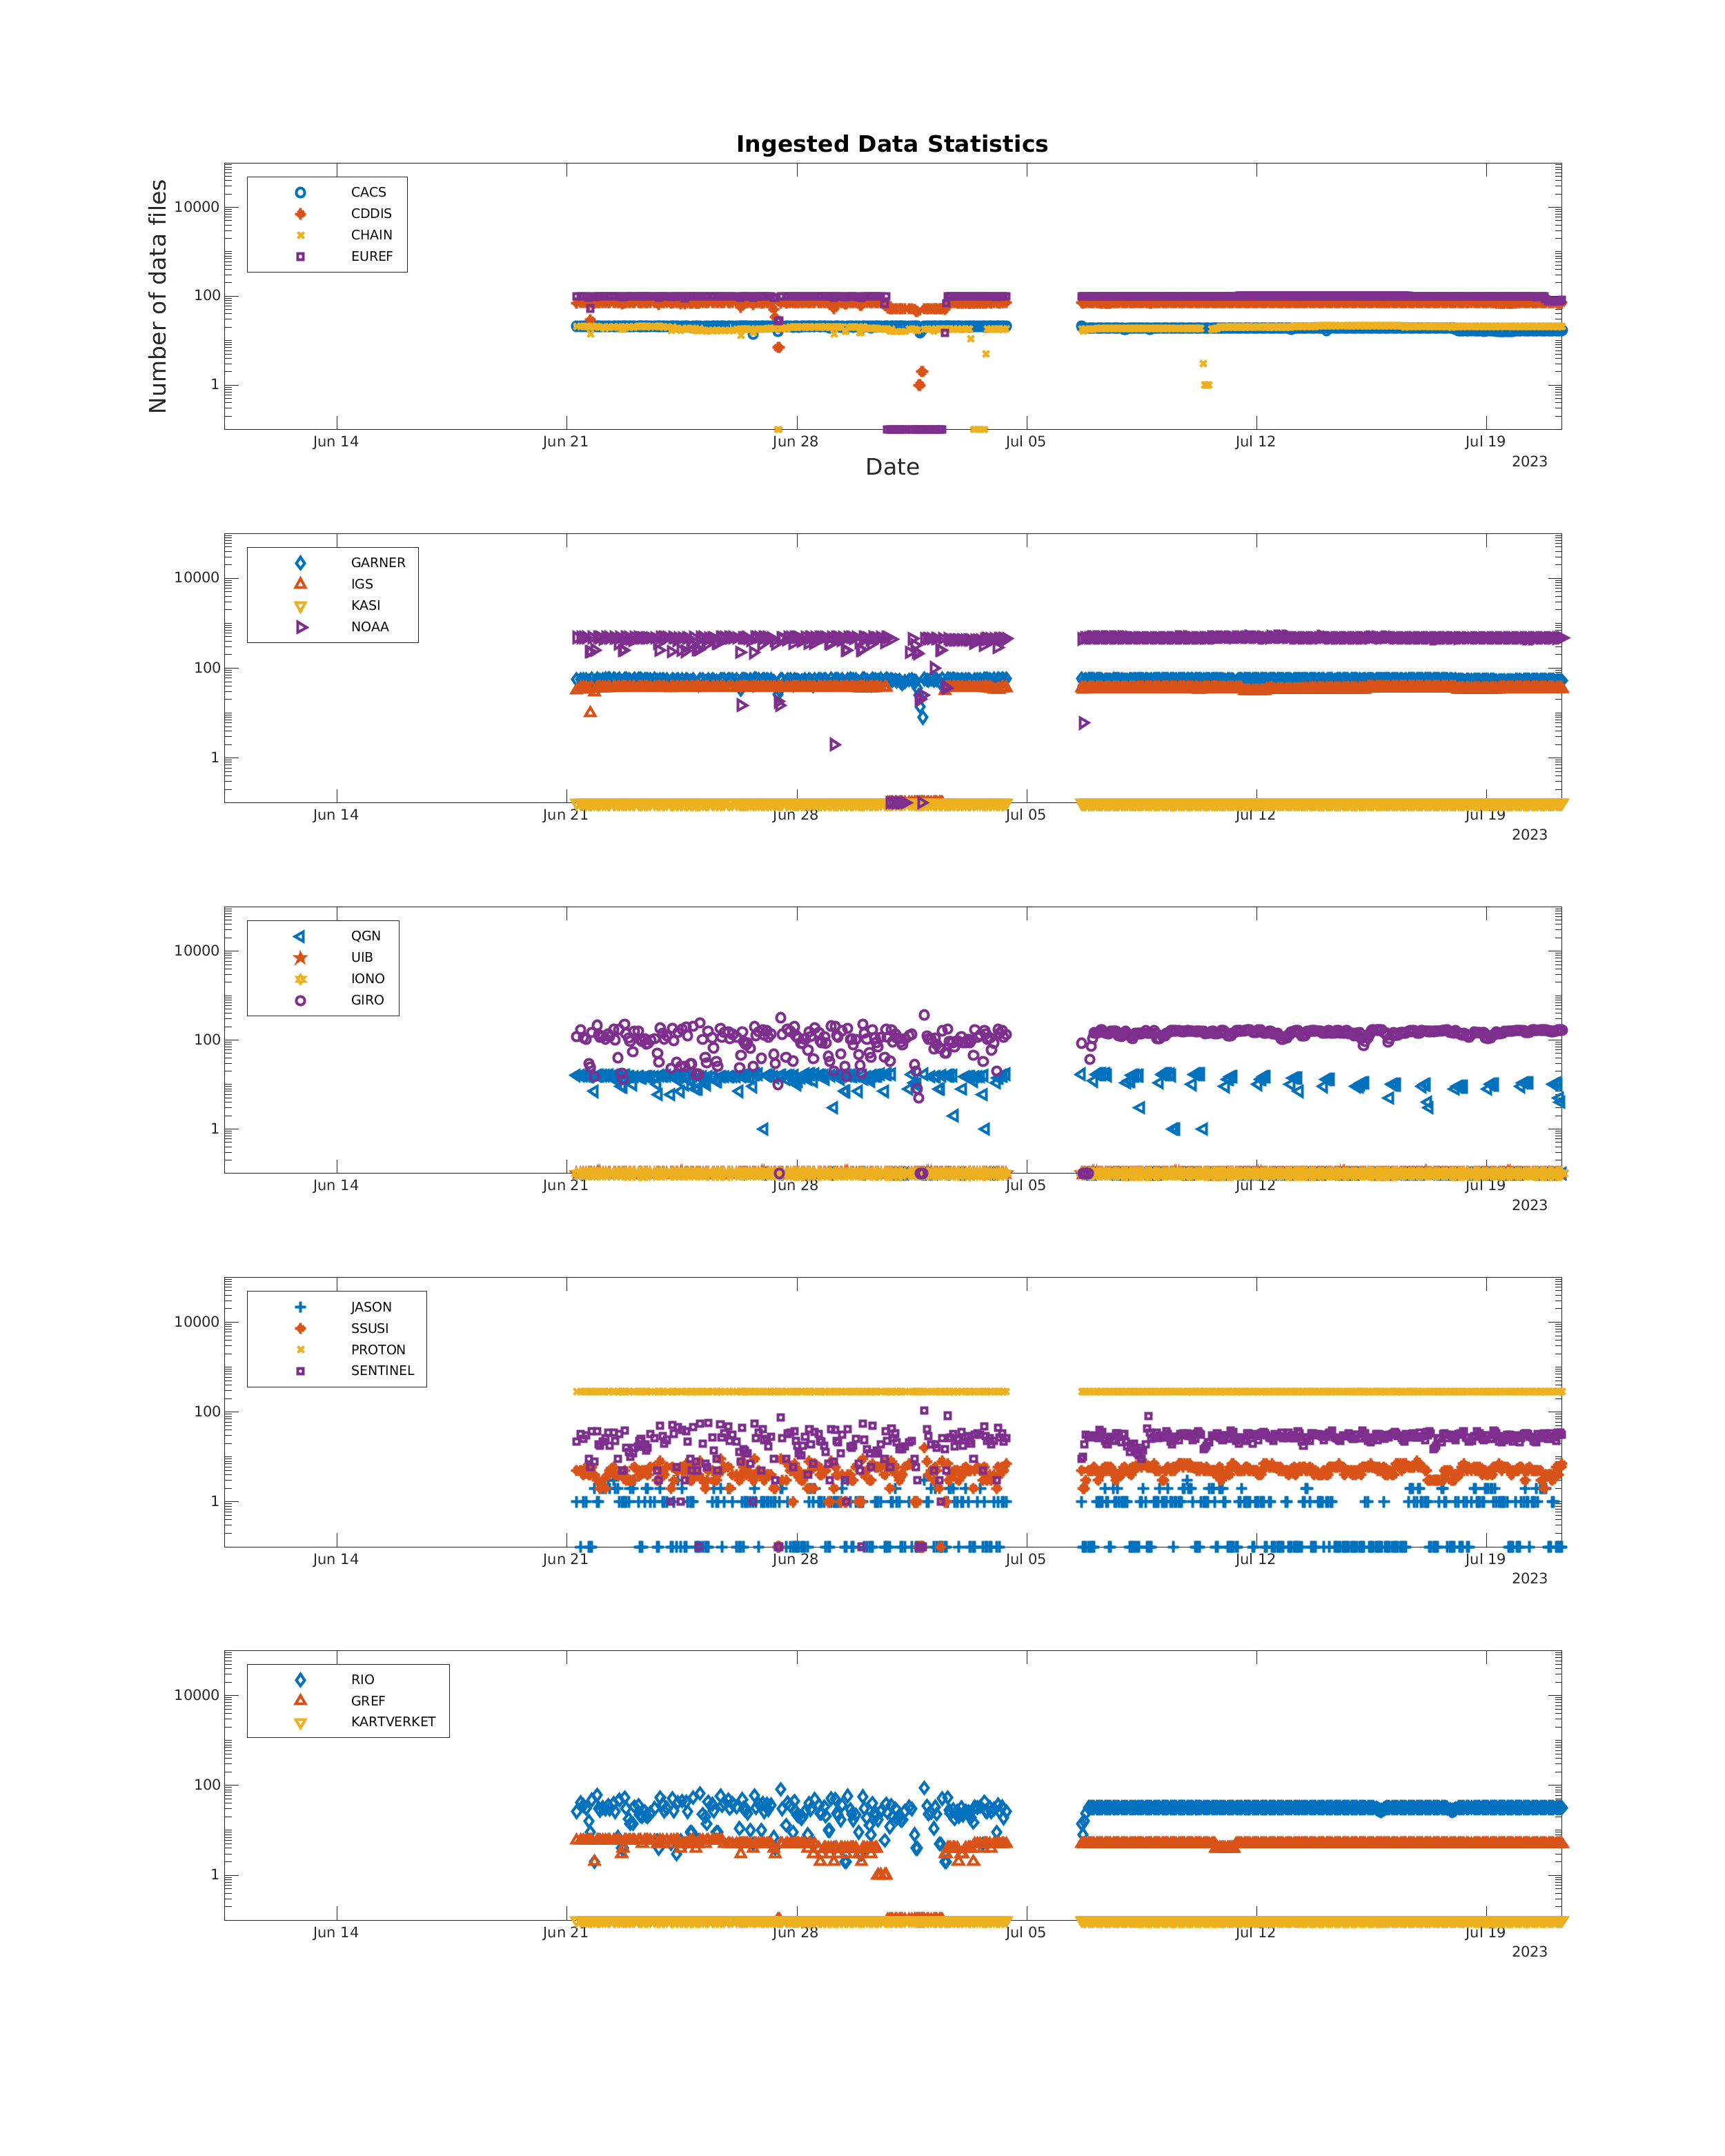 Ingested Data Statistics
Number of data files
10000
100
1
CACS
CDDIS
CHAIN
EUREF
Jun 14 Jun 21 Jun 28 Jul 05 Jul 12 Jul 19
2023
Date
10000
100
1
GARNER
IGS
KASI
NOAA
Jun 14 Jun 21 Jun 28 Jul 05 Jul 12 Jul 19
2023
10000
100
1
QGN
UIB
IONO
GIRO
Jun 14 Jun 21 Jun 28 Jul 05 Jul 12 Jul 19
2023
10000
100
1
JASON
SSUSI
PROTON
SENTINEL
Jun 14 Jun 21 Jun 28 Jul 05 Jul 12 Jul 19
2023
10000
100
1
RIO
GREF
KARTVERKET
Jun 14 Jun 21 Jun 28 Jul 05 Jul 12 Jul 19
2023